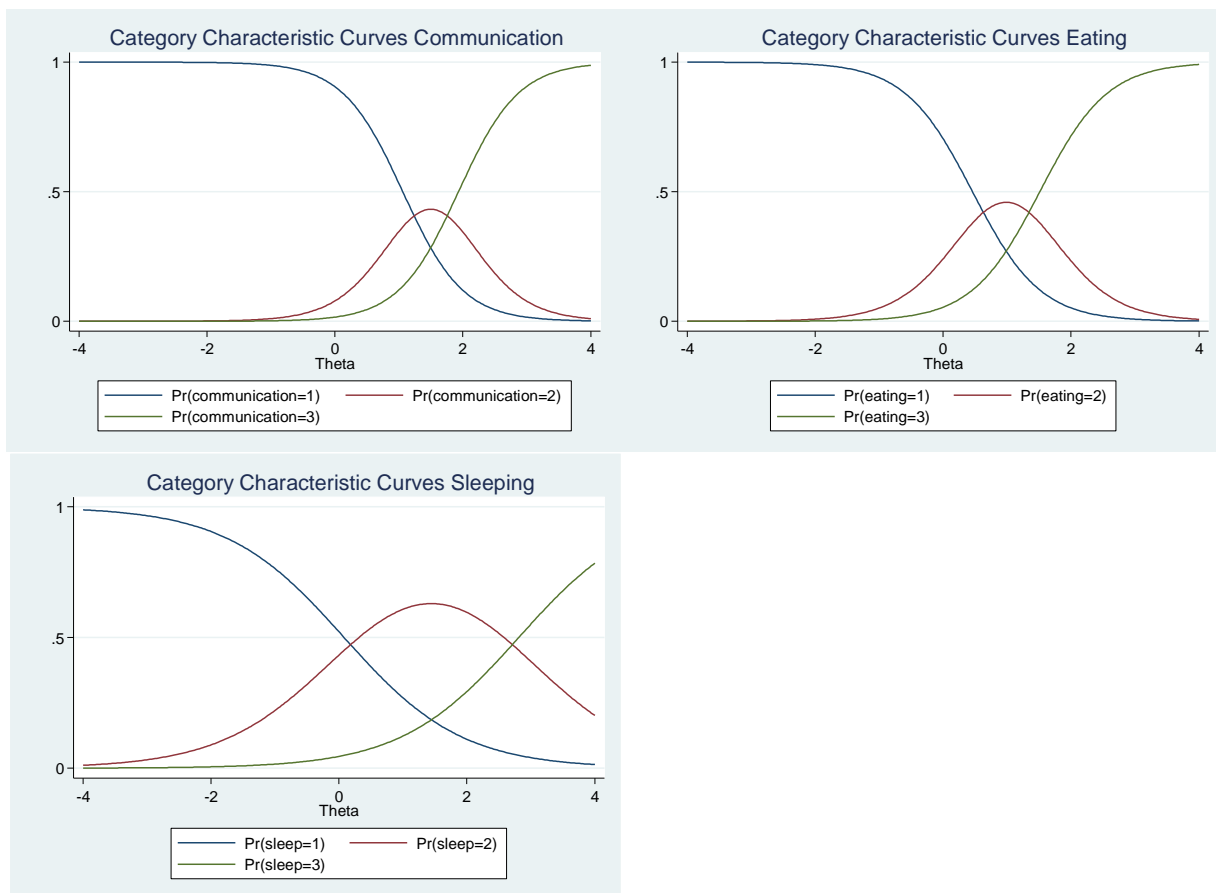 Category Characteristic Curves Communication
1
.5
0
-4 -2 0 2 4
Theta
Pr(communication=1) Pr(communication=2)
Pr(communication=3)
Category Characteristic Curves Eating
1
.5
0
-4 -2 0 2 4
Theta
Pr(eating=1) Pr(eating=2)
Pr(eating=3)
Category Characteristic Curves Sleeping
1
.5
0
-4 -2 0 2 4
Theta
Pr(sleep=1) Pr(sleep=2)
Pr(sleep=3)